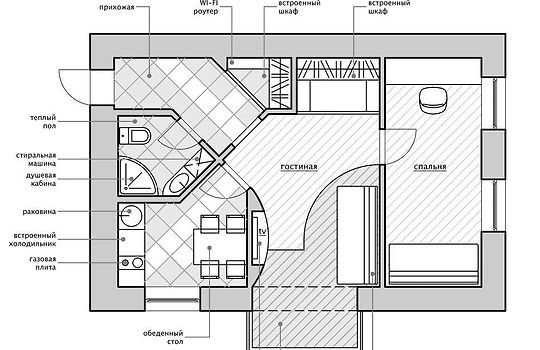 прихожая
WI-FI
роутер
встроенный
шкаф
встроенный
шкаф
теплый
пол
стиральная
машина
душевая
кабина
раковина
встроенный
холодильник
газовая
плита
обеденный
стол
гостиная
спальня
tv